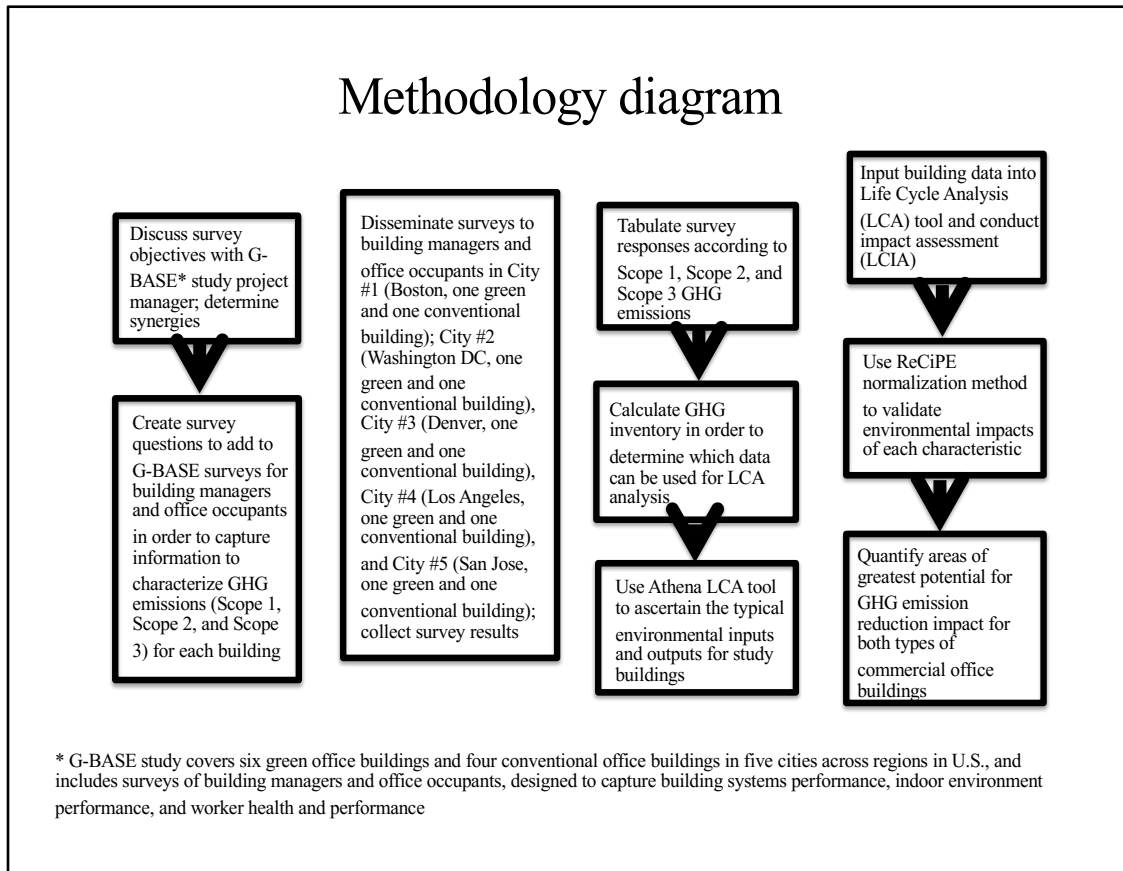 Methodology diagram
Discuss survey
objectives with G-
BASE* study project
manager; determine
synergies
Create survey
questions to add to
G-BASE surveys for
building managers
and office occupants
in order to capture
information to
characterize GHG
emissions (Scope 1,
Scope 2, and Scope
3) for each building
Disseminate surveys to
building managers and
office occupants in City
#1 (Boston, one green
and one conventional
building); City #2
(Washington DC, one
green and one
conventional building),
City #3 (Denver, one
green and one
conventional building),
City #4 (Los Angeles,
one green and one
conventional building),
and City #5 (San Jose,
one green and one
conventional building);
collect survey results
Tabulate survey
responses according to
Scope 1, Scope 2, and
Scope 3 GHG
emissions
Calculate GHG
inventory in order to
determine which data
can be used for LCA
analysis
Use Athena LCA tool
to ascertain the typical
environmental inputs
and outputs for study
buildings
Input building data into
Life Cycle Analysis
(LCA) tool and conduct
impact assessment
(LCIA)
Use ReCiPE
normalization method
to validate
environmental impacts
of each characteristic
Quantify areas of
greatest potential for
GHG emission
reduction impact for
both types of
commercial office
buildings
* G-BASE study covers six green office buildings and four conventional office buildings in five cities across regions in U.S., and
includes surveys of building managers and office occupants, designed to capture building systems performance, indoor environment
performance, and worker health and performance